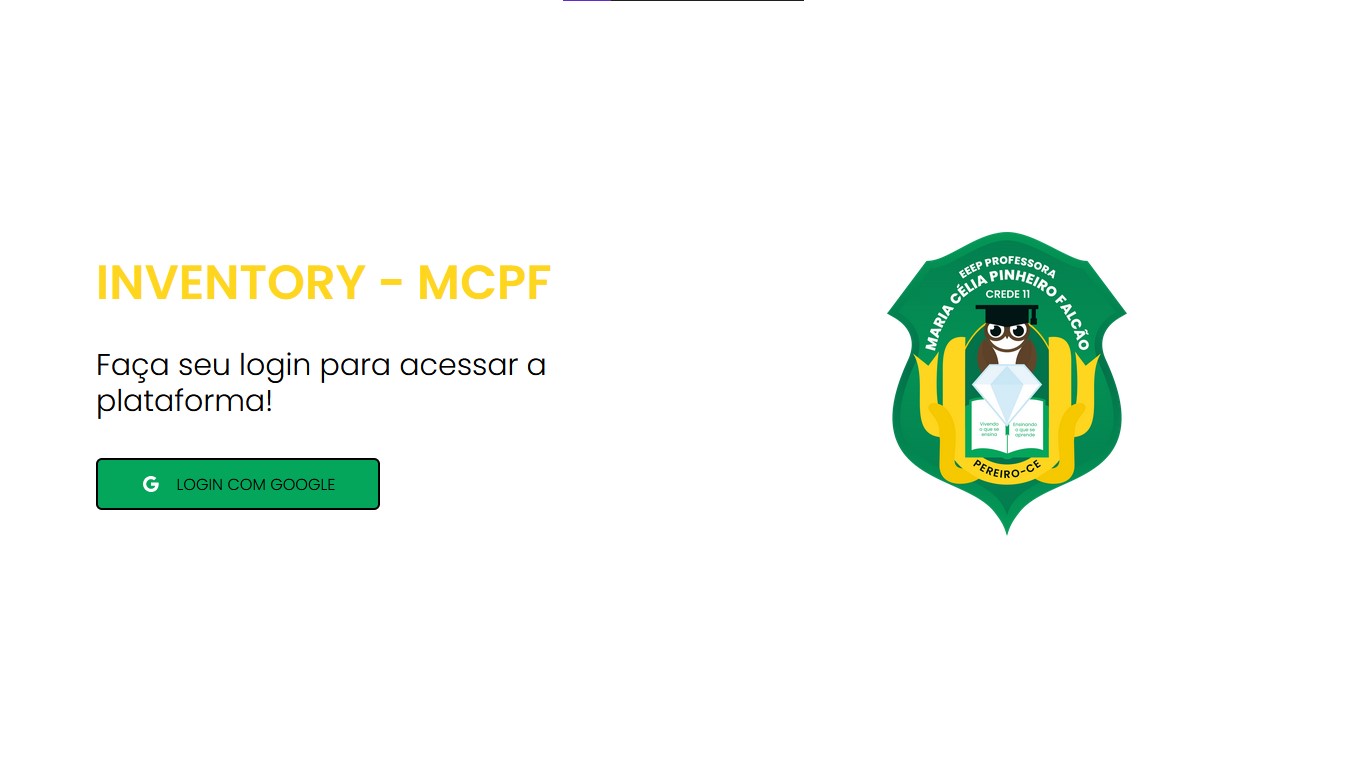 INVENTORY - MCPF
Faça seu login para acessar a
plataforma!
G LOGIN COM GOOGLE
EEEP PROFESSORA
MARIA CÉLIA PINHEIRO FALCÃO
CREDE 11
Vivendo
o que se
ensina
Ensinando
o que se
aprende
PEREIRO-CE